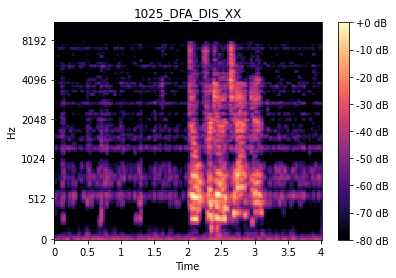 1025_DFA_DIS_XX
+0 dB
8192
-10 dB
4096
-20 dB
-30 dB
2048
Hz
-40 dB
1024
-50 dB
512
-60 dB
-70 dB
0
-80 dB
0 0.5 1 1.5 2 2.5 3 3.5 4
Time